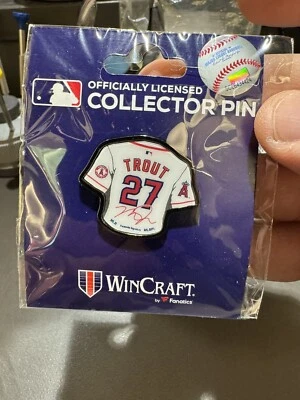 OFFICIALLY LICENSED
COLLECTOR PIN
TROUT
27
A
WINCRAFT
by Fanatics